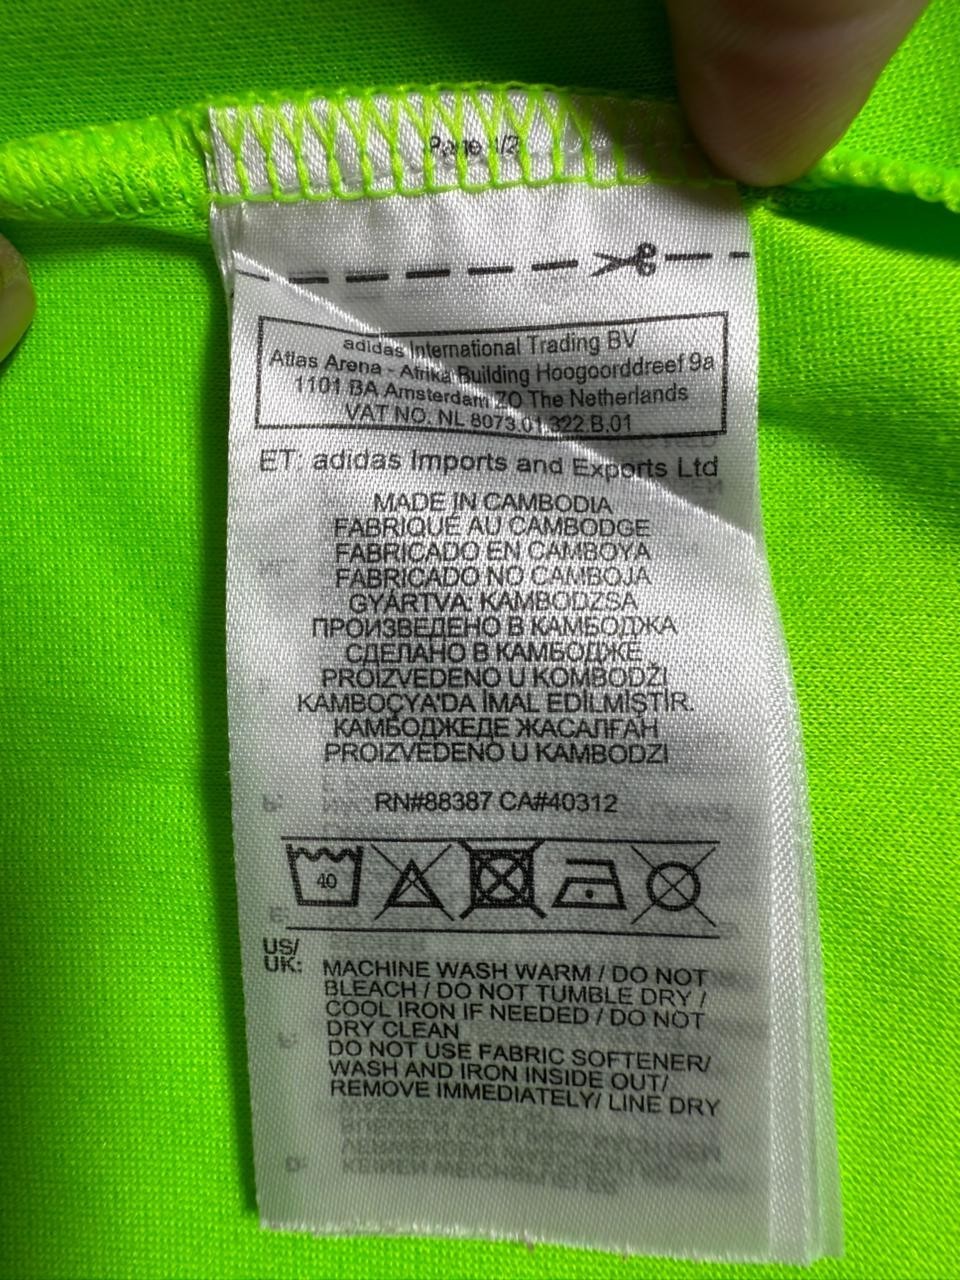 Page 1/2
adidas International Trading BV
Atlas Arena - Afrika Building Hoogoorddreef 9a
1101 BA Amsterdam ZO The Netherlands
VAT NO. NL 8073.01.322.B.01
ET: adidas Imports and Exports Ltd
MADE IN CAMBODIA
FABRIQUÉ AU CAMBODGE
FABRICADO EN CAMBOYA
FABRICADO NO CAMBOJA
GYÁRTVA: KAMBODZSA
ПРОИЗВЕДЕНО В КАМБОДЖА
СДЕЛАНО В КАМБОДЖЕ
PROIZVEDENO U KOMBODŽI
KAMBOÇYA'DA İMAL EDİLMİŞTİR.
КАМБОДЖЕДЕ ЖАСАЛҒАН
PROIZVEDENO U KAMBODZI
RN#88387 CA#40312
40
US/
UK: MACHINE WASH WARM / DO NOT
BLEACH / DO NOT TUMBLE DRY /
COOL IRON IF NEEDED / DO NOT
DRY CLEAN
DO NOT USE FABRIC SOFTENER/
WASH AND IRON INSIDE OUT/
REMOVE IMMEDIATELY/ LINE DRY